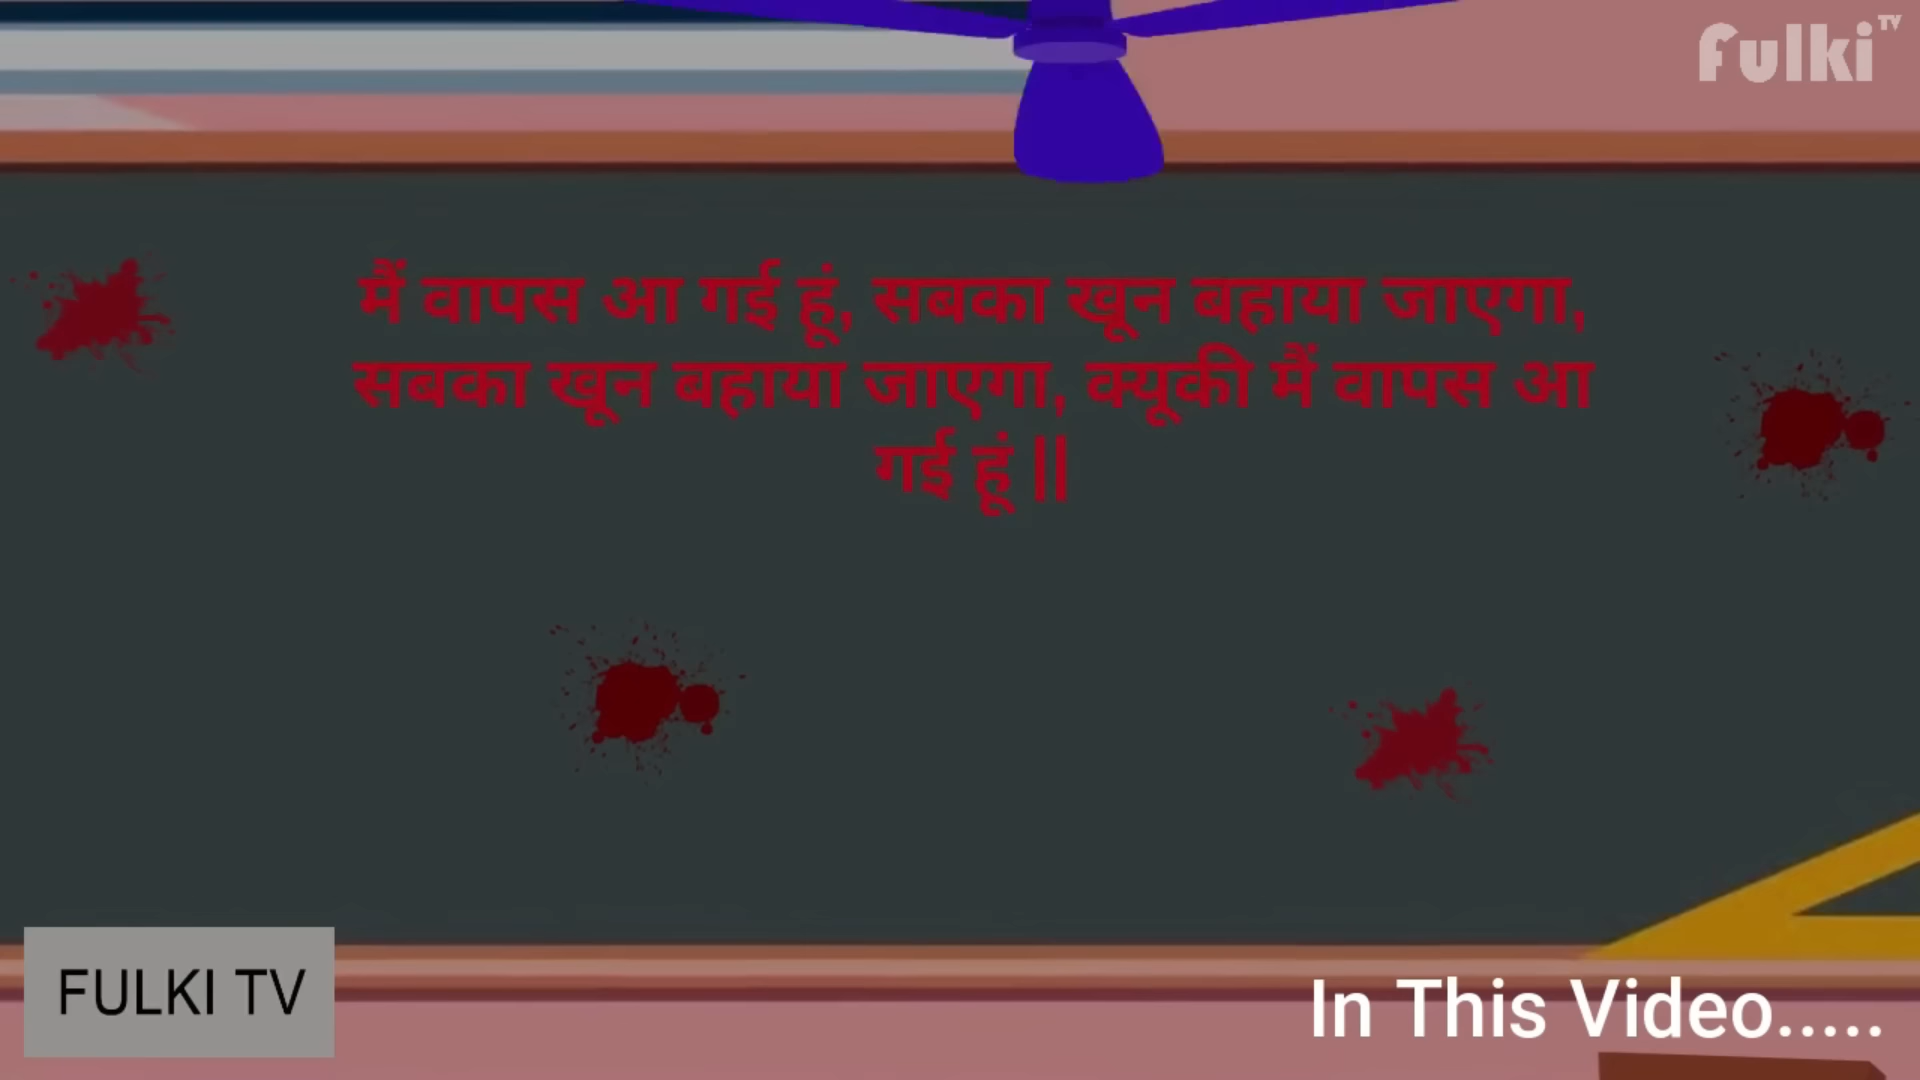 Fulki TV
मैं वापस आ गई हूं, सबका खून बहाया जाएगा,
सबका खून बहाया जाएगा, क्यूकी मैं वापस आ
गई हूं ||
FULKI TV
In This Video.....